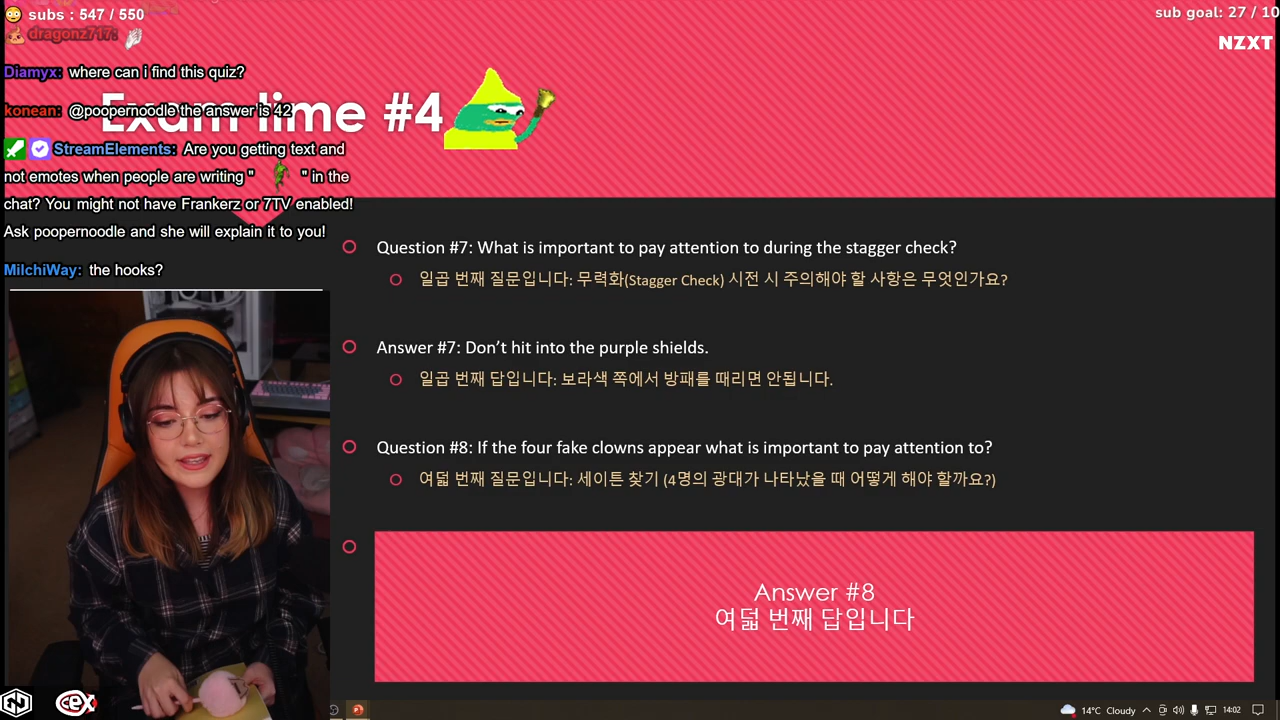 subs : 547 / 550
sub goal: 27 / 10
NZXT
dragonz717:
Diamyx: where can i find this quiz?
konean: @poopernoodle the answer is 42
Exam lime #4
StreamElements: Are you getting text and
not emotes when people are writing " " in the
chat? You might not have Frankerz or 7TV enabled!
Ask poopernoodle and she will explain it to you!
MilchiWay: the hooks?
Question #7: What is important to pay attention to during the stagger check?
일곱 번째 질문입니다: 무력화(Stagger Check) 시전 시 주의해야 할 사항은 무엇인가요?
Answer #7: Don't hit into the purple shields.
일곱 번째 답입니다: 보라색 쪽에서 방패를 때리면 안됩니다.
Question #8: If the four fake clowns appear what is important to pay attention to?
여덟 번째 질문입니다: 세이튼 찾기 (4명의 광대가 나타났을 때 어떻게 해야 할까요?)
Answer #8
여덟 번째 답입니다
cex
14°C Cloudy
14:02